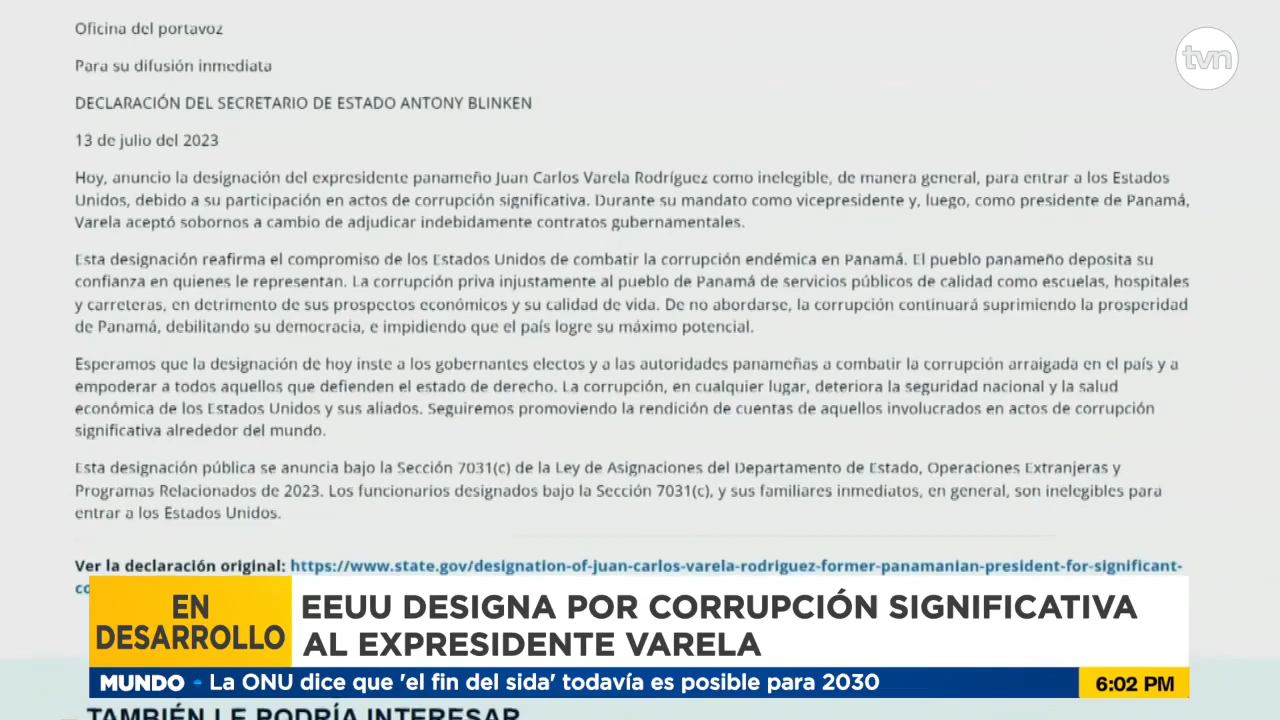 Oficina del portavoz
tvn
Para su difusión inmediata
DECLARACIÓN DEL SECRETARIO DE ESTADO ANTONY BLINKEN
13 de julio del 2023
Hoy, anuncio la designación del expresidente panameño Juan Carlos Varela Rodríguez como inelegible, de manera general, para entrar a los Estados
Unidos, debido a su participación en actos de corrupción significativa. Durante su mandato como vicepresidente y, luego, como presidente de Panamá,
Varela aceptó sobornos a cambio de adjudicar indebidamente contratos gubernamentales.
Esta designación reafirma el compromiso de los Estados Unidos de combatir la corrupción endémica en Panamá. El pueblo panameño deposita su
confianza en quienes le representan. La corrupción priva injustamente al pueblo de Panamá de servicios públicos de calidad como escuelas, hospitales
y carreteras, en detrimento de sus prospectos económicos y su calidad de vida. De no abordarse, la corrupción continuará suprimiendo la prosperidad
de Panamá, debilitando su democracia, e impidiendo que el país logre su máximo potencial.
Esperamos que la designación de hoy inste a los gobernantes electos y a las autoridades panameñas a combatir la corrupción arraigada en el país y a
empoderar a todos aquellos que defienden el estado de derecho. La corrupción, en cualquier lugar, deteriora la seguridad nacional y la salud
económica de los Estados Unidos y sus aliados. Seguiremos promoviendo la rendición de cuentas de aquellos involucrados en actos de corrupción
significativa alrededor del mundo.
Esta designación pública se anuncia bajo la Sección 7031(c) de la Ley de Asignaciones del Departamento de Estado, Operaciones Extranjeras y
Programas Relacionados de 2023. Los funcionarios designados bajo la Sección 7031(c), y sus familiares inmediatos, en general, son inelegibles para
entrar a los Estados Unidos.
Ver la declaración original: https://www.state.gov/designation-of-juan-carlos-varela-rodriguez-former-panamanian-president-for-significant-
EN
DESARROLLO
EEUU DESIGNA POR CORRUPCIÓN SIGNIFICATIVA
AL EXPRESIDENTE VARELA
MUNDO - La ONU dice que 'el fin del sida' todavía es posible para 2030
6:02 PM
TAMBIÉN LE PODRÍA INTERESAR